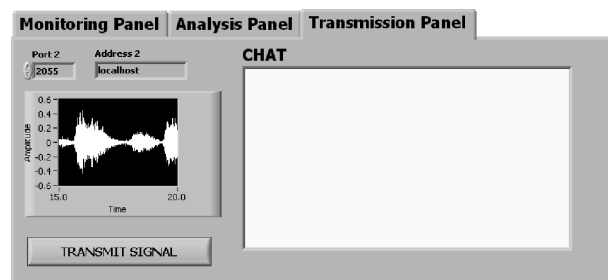 Monitoring Panel Analysis Panel Transmission Panel
Port 2 Address 2 CHAT
2055 localhost
0.6
0.4
0.2
0
-0.2
-0.4
-0.6
Amplitude
15.0 20.0
Time
TRANSMIT SIGNAL